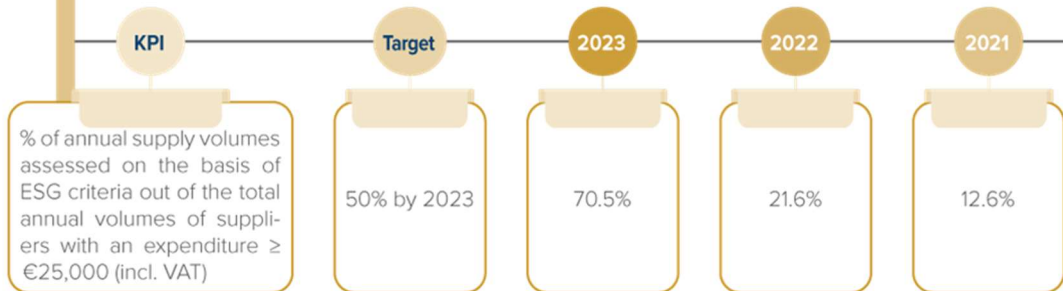 KPI
Target
2023
2022
2021
% of annual supply volumes
assessed on the basis of
ESG criteria out of the total
annual volumes of suppli-
ers with an expenditure ≥
€25,000 (incl. VAT)
50% by 2023
70.5%
21.6%
12.6%